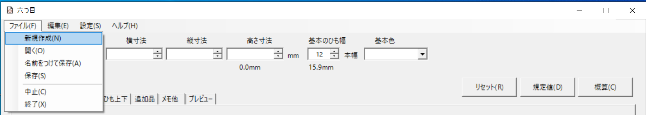 六つ目
ファイル(F) 編集(E) 設定(S) ヘルプ(H)
新規作成(N)
開く(O)
名前をつけて保存(A)
保存(S)
中止(C)
終了(X)
横寸法 縦寸法 高さ寸法 基本のひも幅 基本色
mm 12 本幅
0.0mm 15.9mm
リセット(R) 規定値(D) 概算(C)
ひも上下 追加品 メモ他 プレビュー